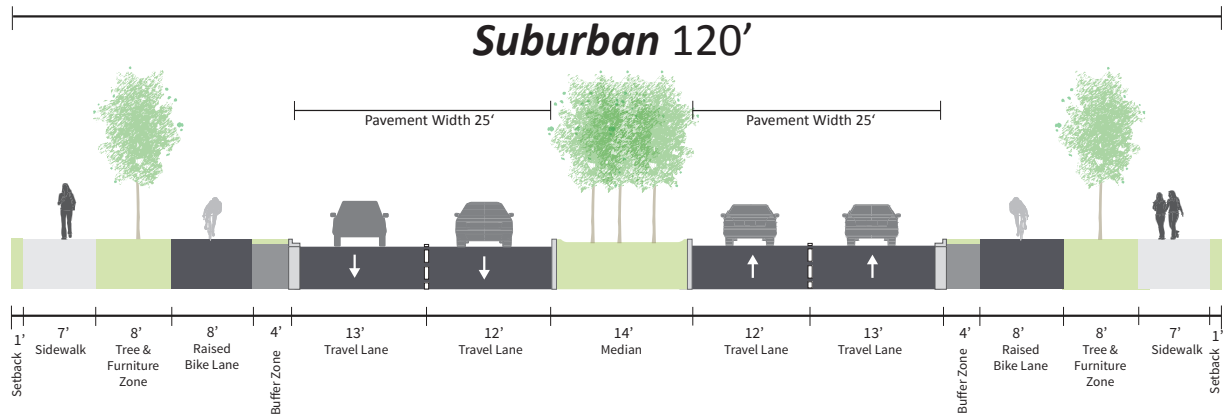 Suburban 120’
Pavement Width 25‘
Pavement Width 25‘
1’
Setback
7’
Sidewalk
8’
Tree &
Furniture
Zone
8’
Raised
Bike Lane
4’
Buffer Zone
13’
Travel Lane
12’
Travel Lane
14’
Median
12’
Travel Lane
13’
Travel Lane
4’
Buffer Zone
8’
Raised
Bike Lane
8’
Tree &
Furniture
Zone
7’
Sidewalk
1’
Setback